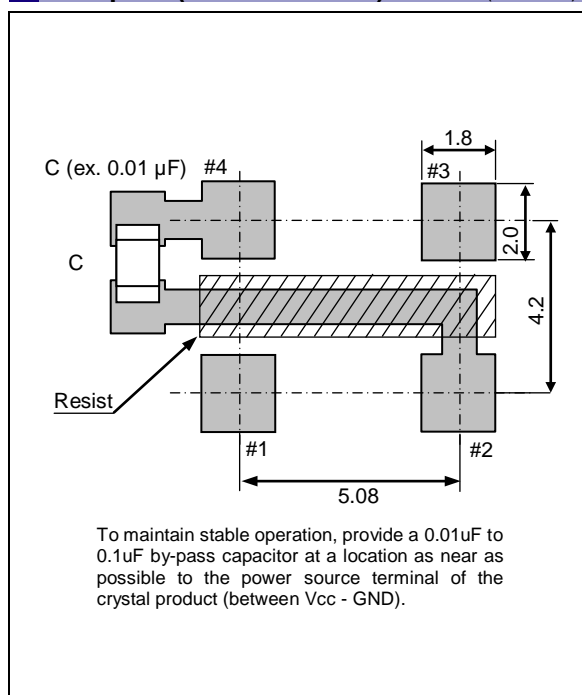 1.8
C (ex. 0.01 µF) #4
#3
2.0
C
4.2
Resist
#1
#2
5.08
To maintain stable operation, provide a 0.01uF to
0.1uF by-pass capacitor at a location as near as
possible to the power source terminal of the
crystal product (between Vcc - GND).